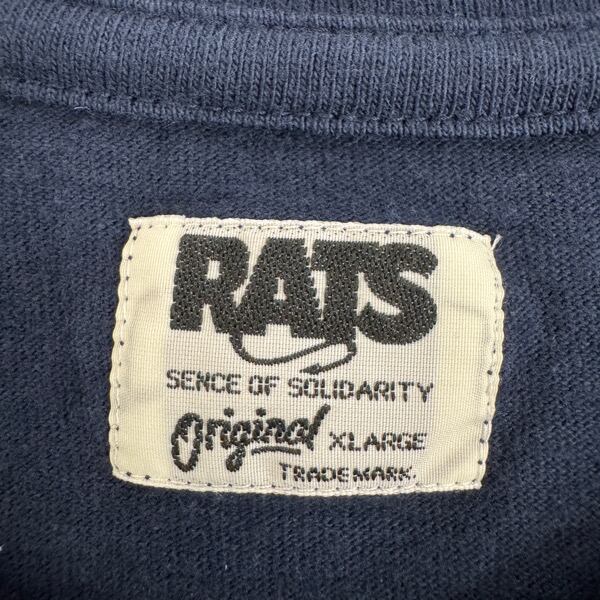 RATS
SENCE OF SOLIDARITY
Original XLARGE
TRADEMARK.